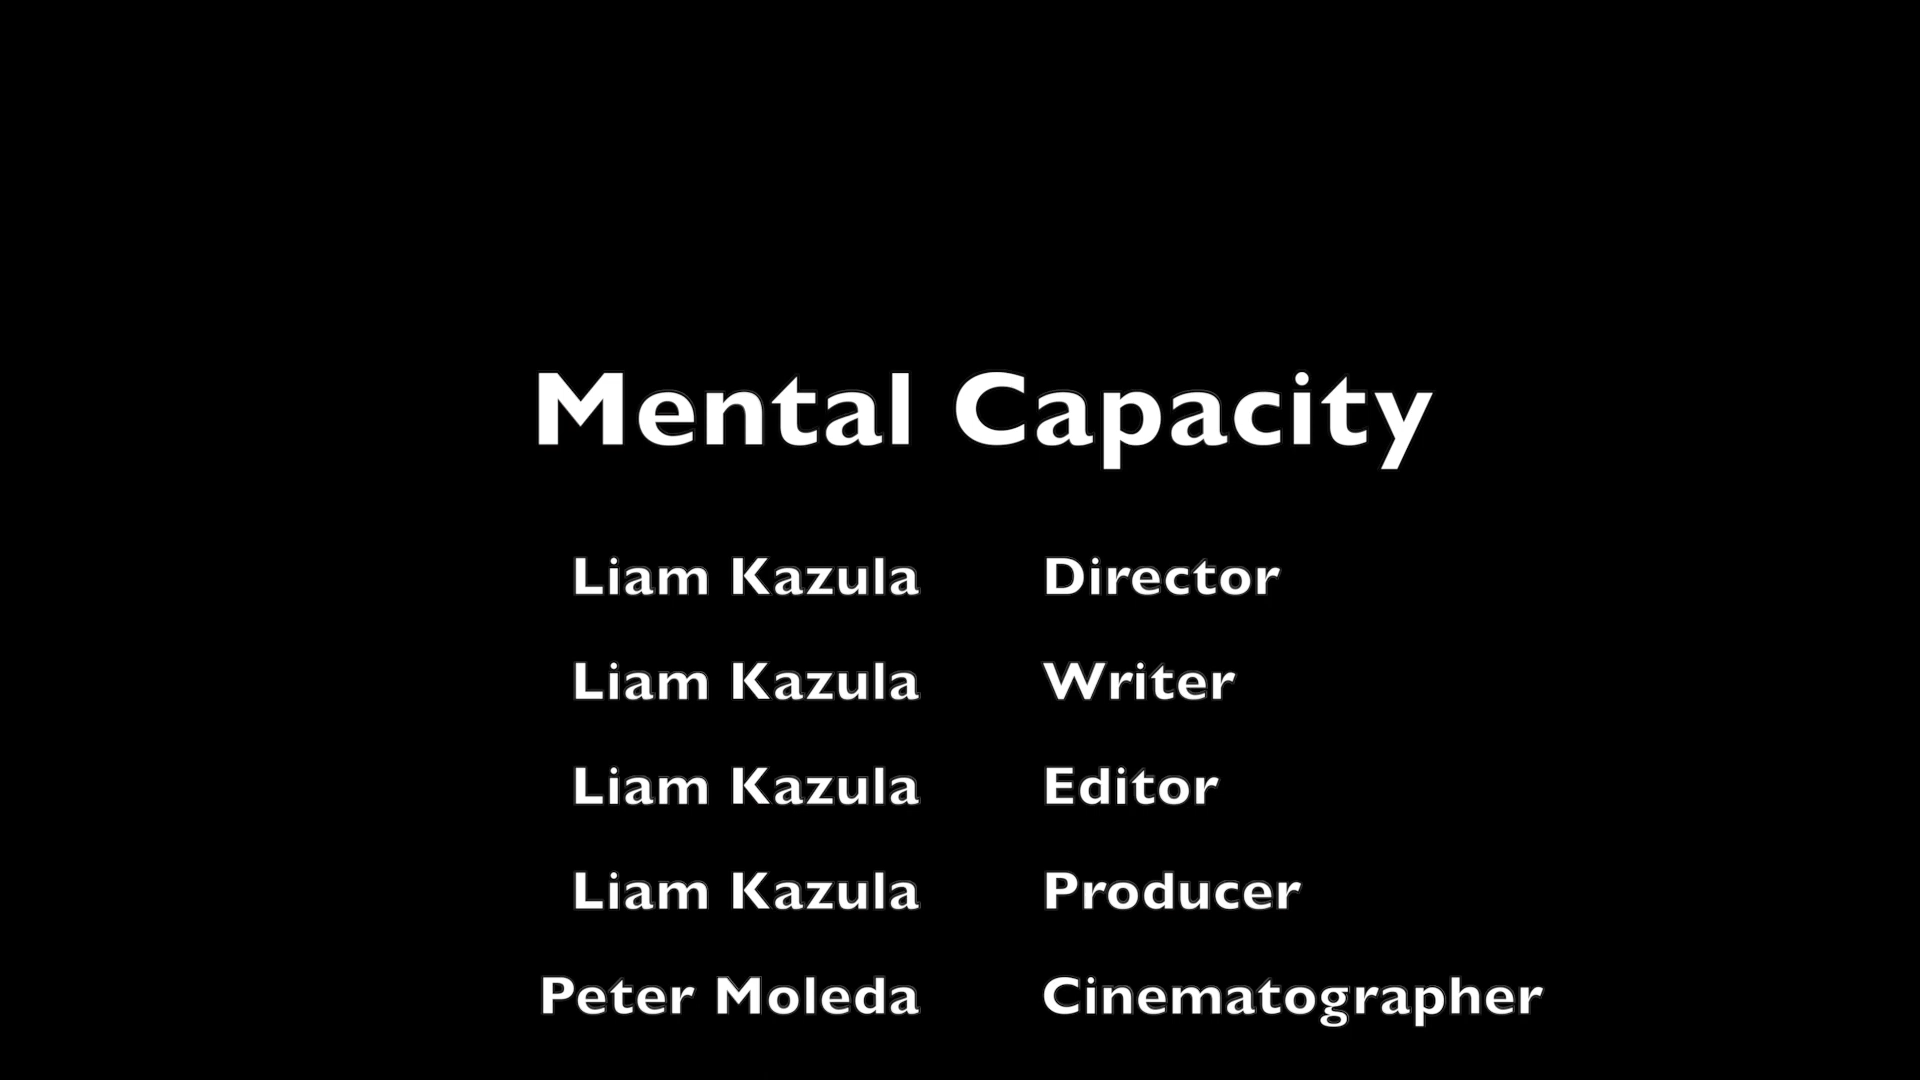 Mental Capacity
Liam Kazula Director
Liam Kazula Writer
Liam Kazula Editor
Liam Kazula Producer
Peter Moleda Cinematographer